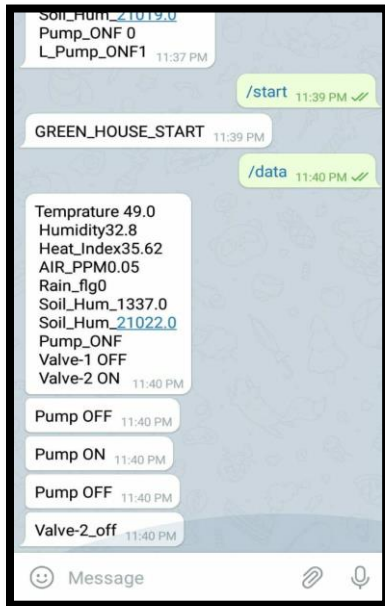 Soil_Hum_21019.0
Pump_ONF 0
L_Pump_ONF1
11:37 PM
/start 11:39 PM
GREEN_HOUSE_START 11:39 PM
/data 11:40 PM
Temprature 49.0
Humidity32.8
Heat_Index35.62
AIR_PPM0.05
Rain_flg0
Soil_Hum_1337.0
Soil_Hum_21022.0
Pump_ONF
Valve-1 OFF
Valve-2 ON
11:40 PM
Pump OFF 11:40 PM
Pump ON 11:40 PM
Pump OFF 11:40 PM
Valve-2_off 11:40 PM
Message